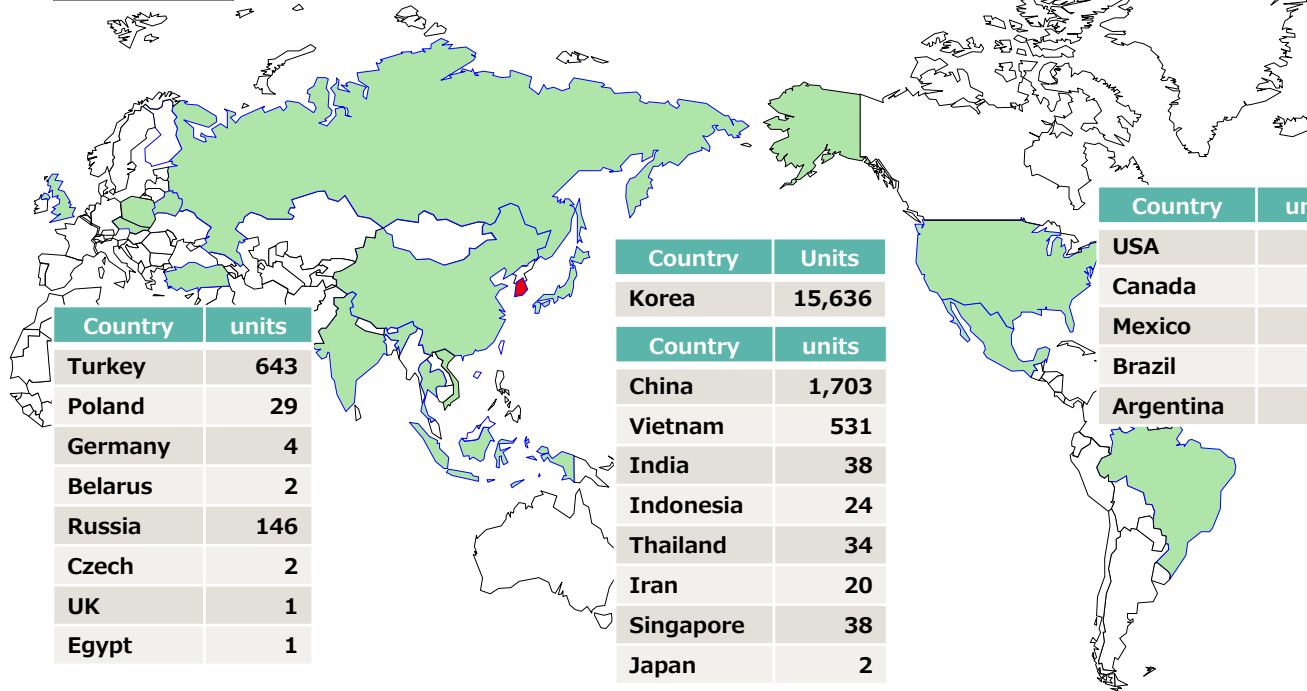 Country units
Turkey 643
Poland 29
Germany 4
Belarus 2
Russia 146
Czech 2
UK 1
Egypt 1
Country Units
Korea 15,636
Country units
China 1,703
Vietnam 531
India 38
Indonesia 24
Thailand 34
Iran 20
Singapore 38
Japan 2
Country
USA
Canada
Mexico
Brazil
Argentina